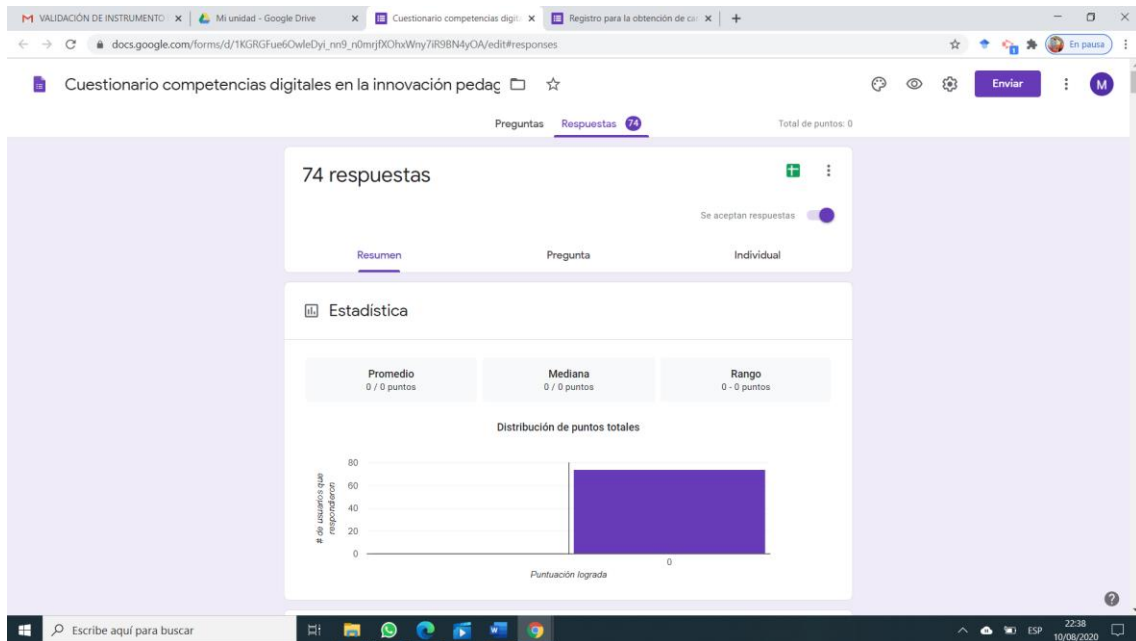 VALIDACIÓN DE INSTRUMENTO
Mi unidad - Google Drive
Cuestionario competencias digit
Registro para la obtención de ca
docs.google.com/forms/d/1KGRGFue6OwleDyi_nn9_n0mrjfXOhxWny7iR9BN4yOA/edit#responses
En pausa
Cuestionario competencias digitales en la innovación pedag
Enviar
M
Preguntas
Respuestas 74
Total de puntos: 0
74 respuestas
Se aceptan respuestas
Resumen
Pregunta
Individual
Estadística
Promedio
0 / 0 puntos
Mediana
0 / 0 puntos
Rango
0 - 0 puntos
Distribución de puntos totales
# de usuarios que
respondieron
80
60
40
20
0
0
Puntuación lograda
Escribe aquí para buscar
ESP
22:38
10/08/2020